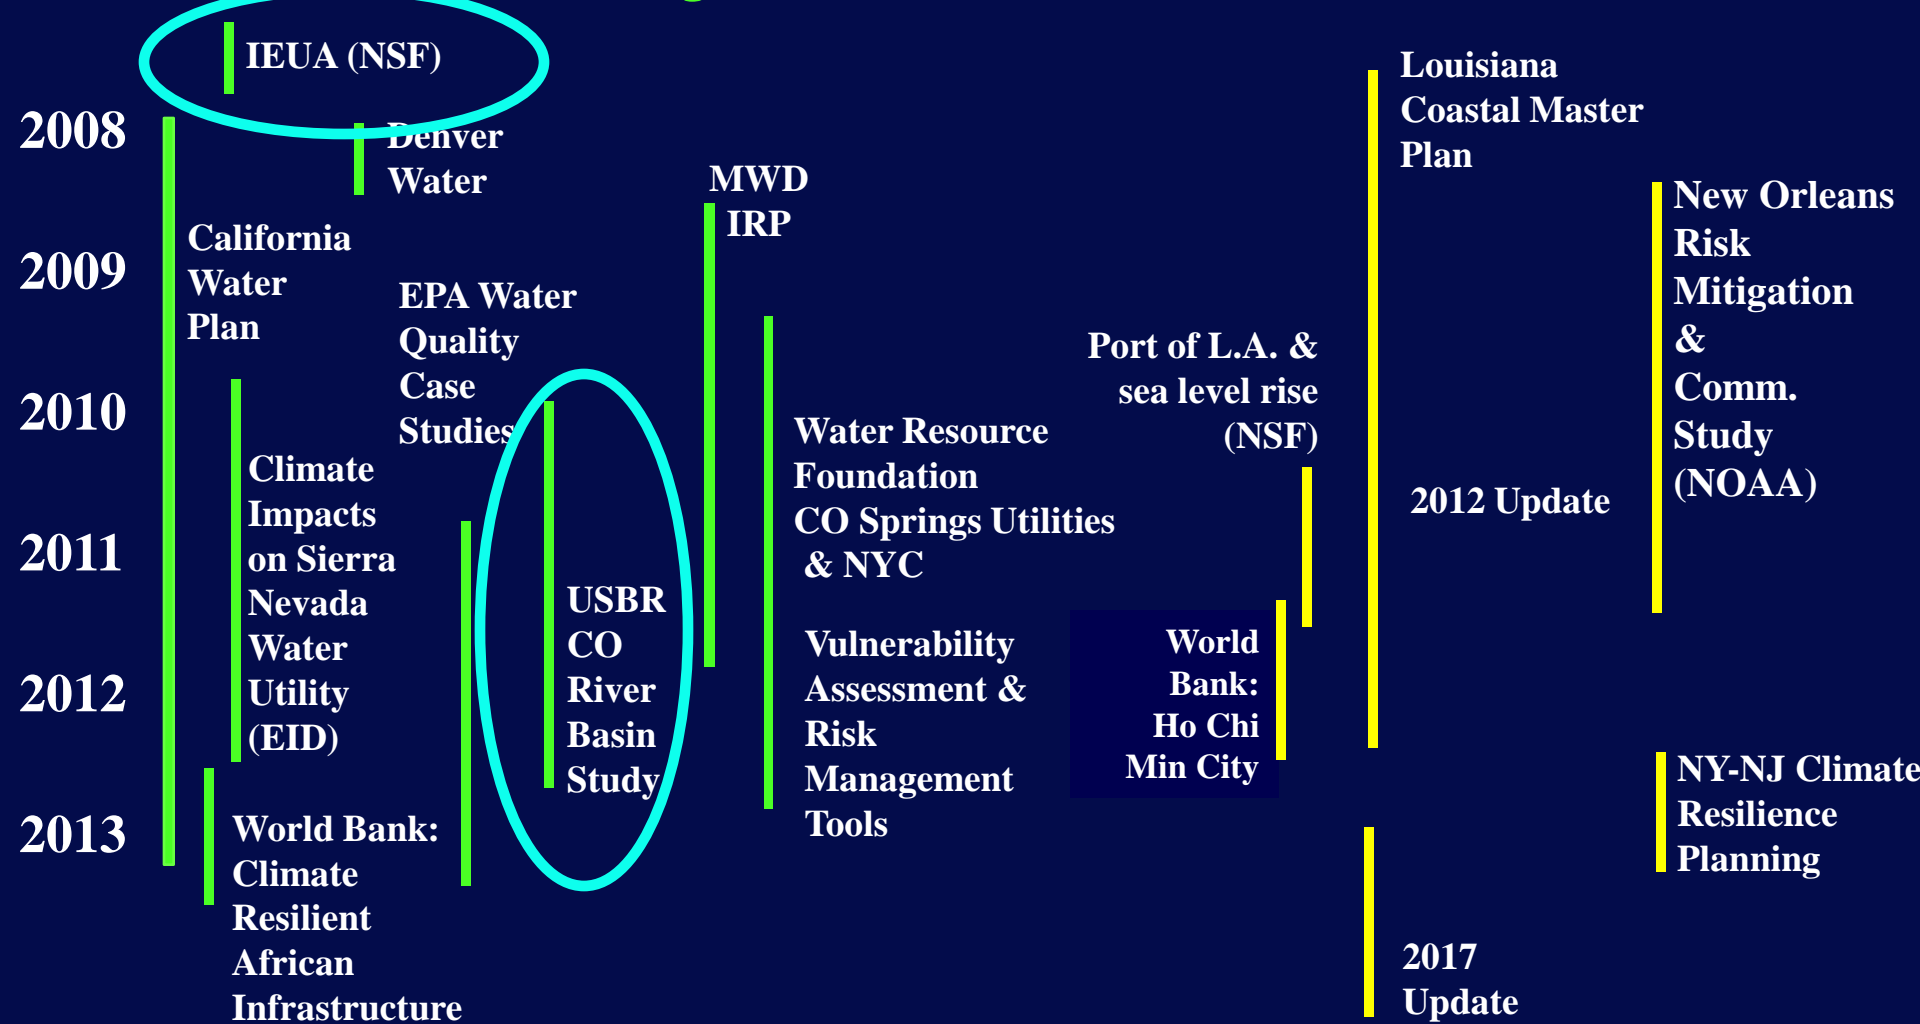 IEUA (NSF)
2008
2009
2010
2011
2012
2013
Denver
Water
California
Water
Plan
EPA Water
Quality
Case
Studies
Climate
Impacts
on Sierra
Nevada
Water
Utility
(EID)
World Bank:
Climate
Resilient
African
Infrastructure
USBR
CO
River
Basin
Study
MWD
IRP
Water Resource
Foundation
CO Springs Utilities
& NYC
Vulnerability
Assessment &
Risk
Management
Tools
Port of L.A. &
sea level rise
(NSF)
World
Bank:
Ho Chi
Min City
Louisiana
Coastal Master
Plan
2012 Update
2017
Update
New Orleans
Risk
Mitigation
&
Comm.
Study
(NOAA)
NY-NJ Climate
Resilience
Planning